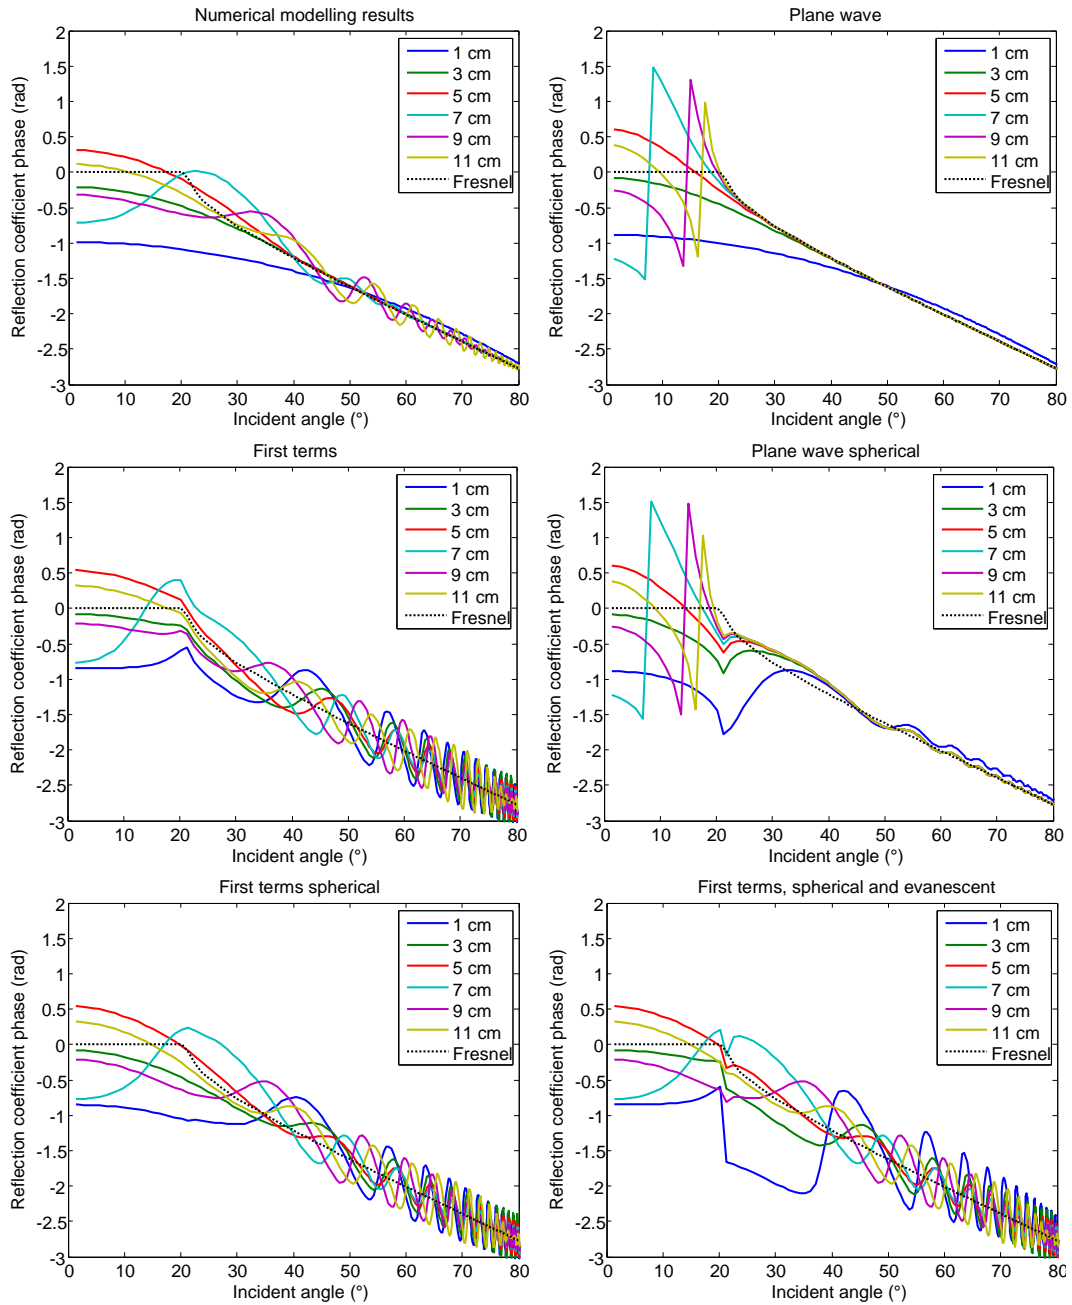 Numerical modelling results
Reflection coefficient phase (rad)
2
1.5
1
0.5
0
-0.5
-1
-1.5
-2
-2.5
-3
0 10 20 30 40 50 60 70 80
Incident angle (°)
1 cm
3 cm
5 cm
7 cm
9 cm
11 cm
Fresnel
Plane wave
Reflection coefficient phase (rad)
2
1.5
1
0.5
0
-0.5
-1
-1.5
-2
-2.5
-3
0 10 20 30 40 50 60 70 80
Incident angle (°)
1 cm
3 cm
5 cm
7 cm
9 cm
11 cm
Fresnel
First terms
Reflection coefficient phase (rad)
2
1.5
1
0.5
0
-0.5
-1
-1.5
-2
-2.5
-3
0 10 20 30 40 50 60 70 80
Incident angle (°)
1 cm
3 cm
5 cm
7 cm
9 cm
11 cm
Fresnel
Plane wave spherical
Reflection coefficient phase (rad)
2
1.5
1
0.5
0
-0.5
-1
-1.5
-2
-2.5
-3
0 10 20 30 40 50 60 70 80
Incident angle (°)
1 cm
3 cm
5 cm
7 cm
9 cm
11 cm
Fresnel
First terms spherical
Reflection coefficient phase (rad)
2
1.5
1
0.5
0
-0.5
-1
-1.5
-2
-2.5
-3
0 10 20 30 40 50 60 70 80
Incident angle (°)
1 cm
3 cm
5 cm
7 cm
9 cm
11 cm
Fresnel
First terms, spherical and evanescent
Reflection coefficient phase (rad)
2
1.5
1
0.5
0
-0.5
-1
-1.5
-2
-2.5
-3
0 10 20 30 40 50 60 70 80
Incident angle (°)
1 cm
3 cm
5 cm
7 cm
9 cm
11 cm
Fresnel